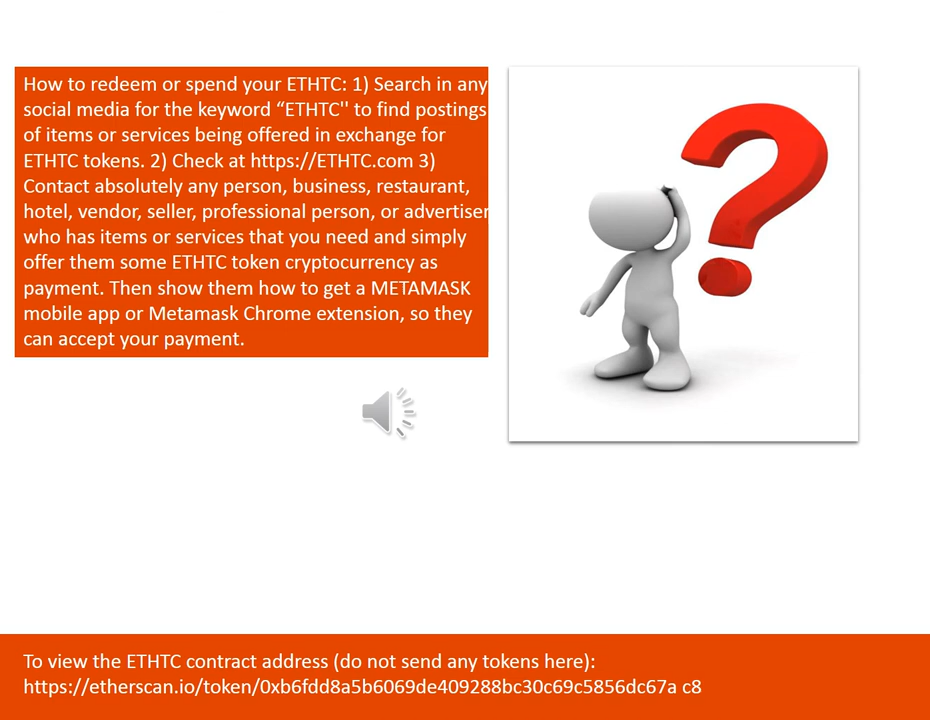 How to redeem or spend your ETHTC: 1) Search in any
social media for the keyword “ETHTC'' to find postings
of items or services being offered in exchange for
ETHTC tokens. 2) Check at https://ETHTC.com 3)
Contact absolutely any person, business, restaurant,
hotel, vendor, seller, professional person, or advertiser
who has items or services that you need and simply
offer them some ETHTC token cryptocurrency as
payment. Then show them how to get a METAMASK
mobile app or Metamask Chrome extension, so they
can accept your payment.
To view the ETHTC contract address (do not send any tokens here):
https://etherscan.io/token/0xb6fdd8a5b6069de409288bc30c69c5856dc67a c8